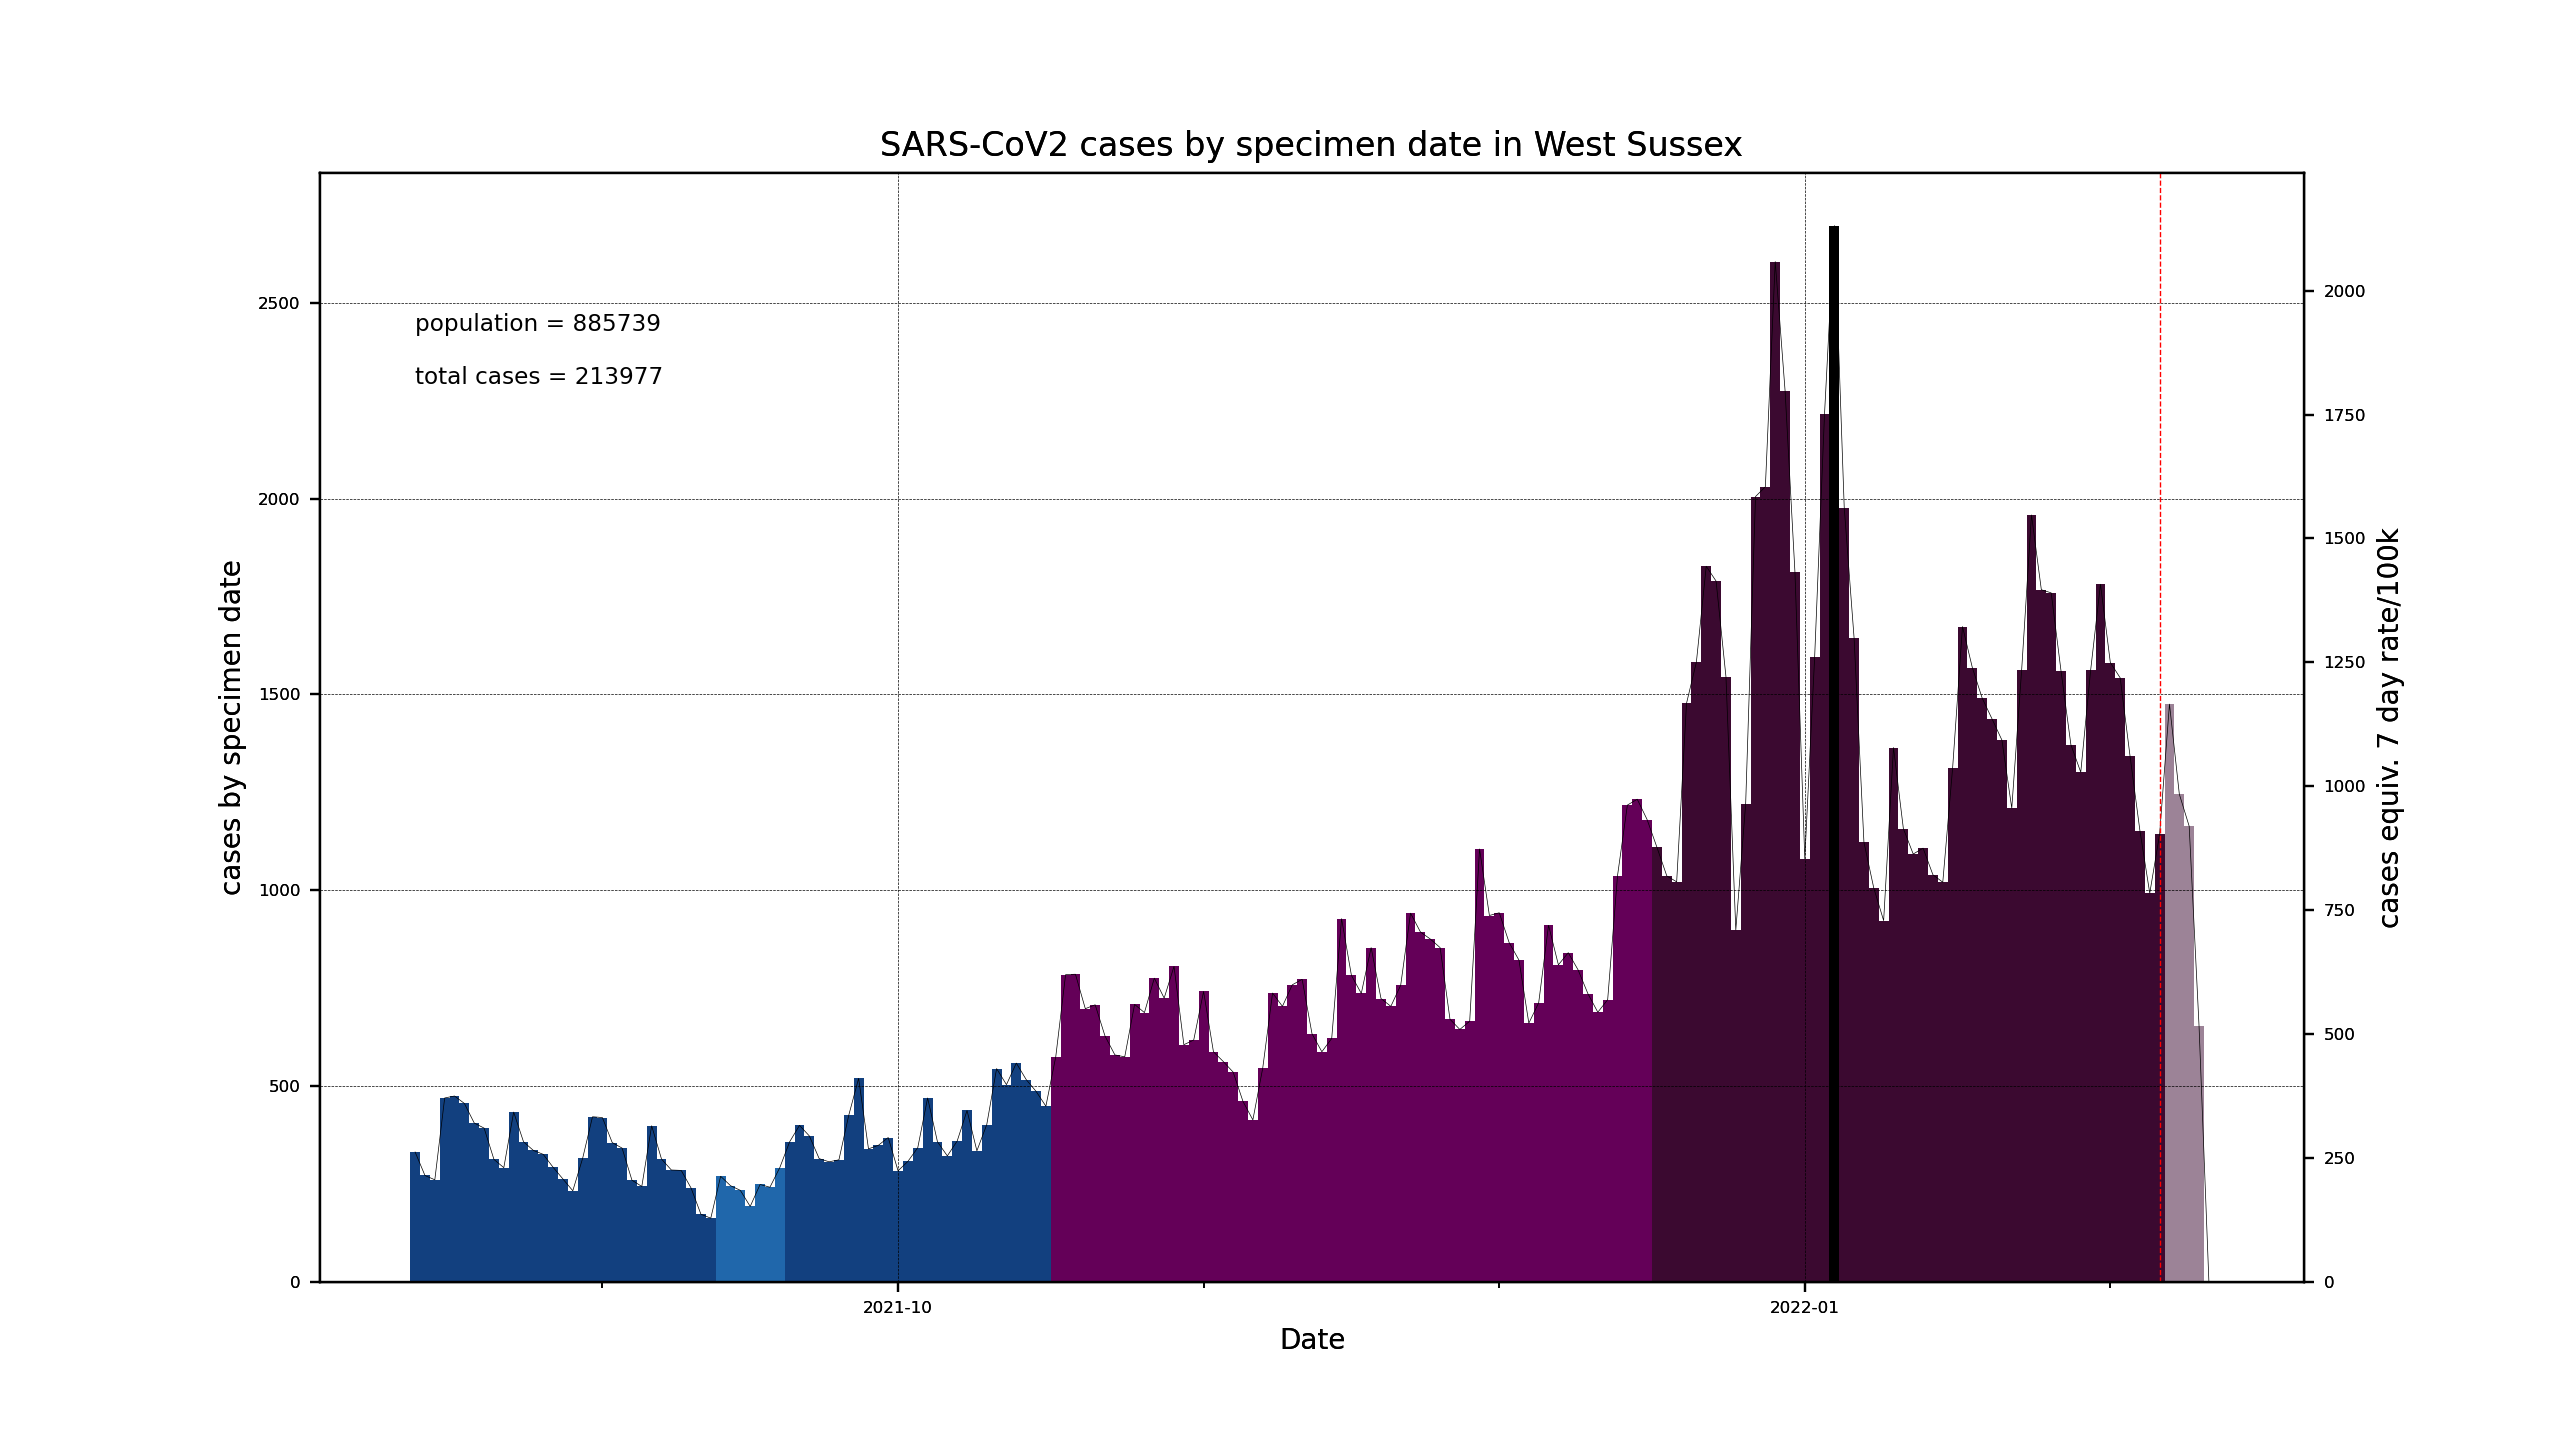 SARS-CoV2 cases by specimen date in West Sussex
population = 885739
total cases = 213977
cases by specimen date
2500
2000
1500
1000
500
0
2000
1750
1500
1250
1000
750
500
250
0
cases equiv. 7 day rate/100k
2021-10
2022-01
Date